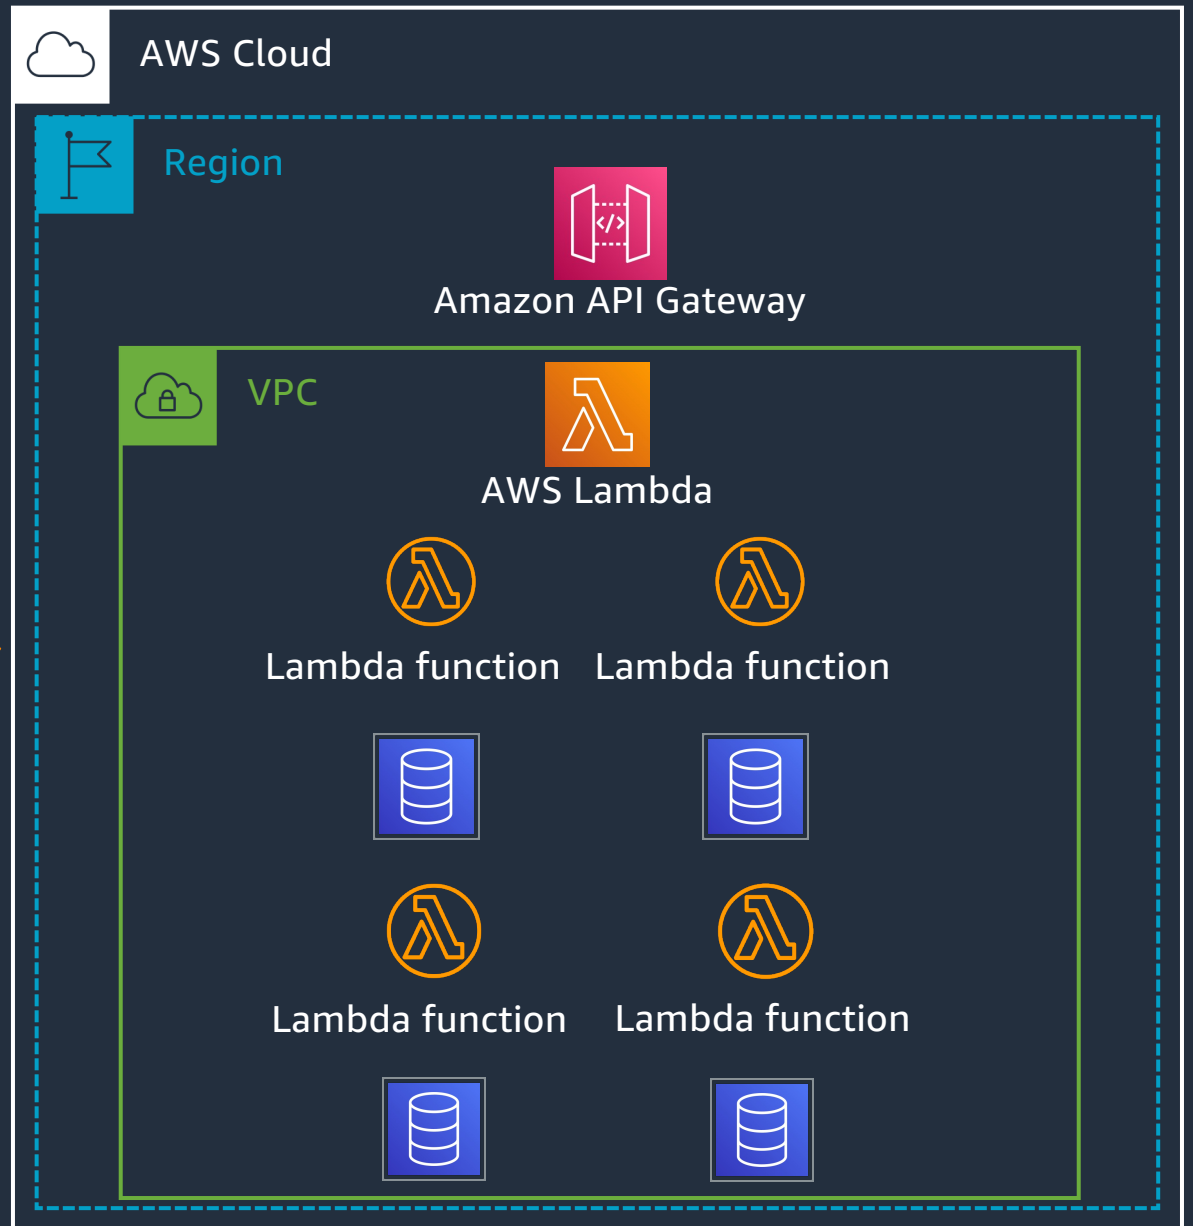 AWS Cloud
Region
</>
Amazon API Gateway
VPC
AWS Lambda
Lambda function Lambda function
Lambda function Lambda function